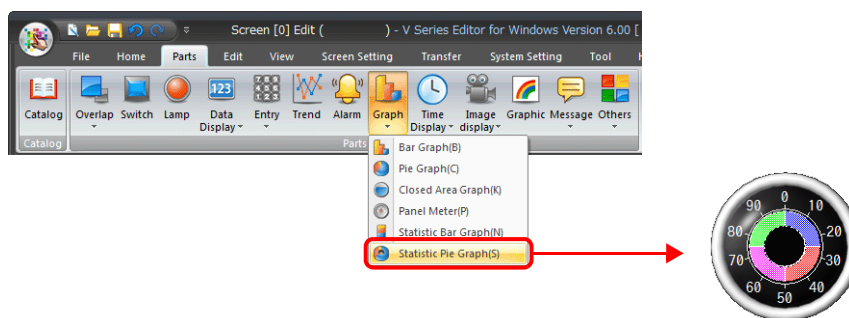 Screen [0] Edit ( ) - V Series Editor for Windows Version 6.00 [
File Home Parts Edit View Screen Setting Transfer System Setting Tool
Catalog Overlap Switch Lamp Data Display Entry Trend Alarm Graph Time Display Image display Graphic Message Others
123
Catalog Parts
Bar Graph(B)
Pie Graph(C)
Closed Area Graph(K)
Panel Meter(P)
Statistic Bar Graph(N)
Statistic Pie Graph(S)
0
90 10
80 20
70 30
60 40
50